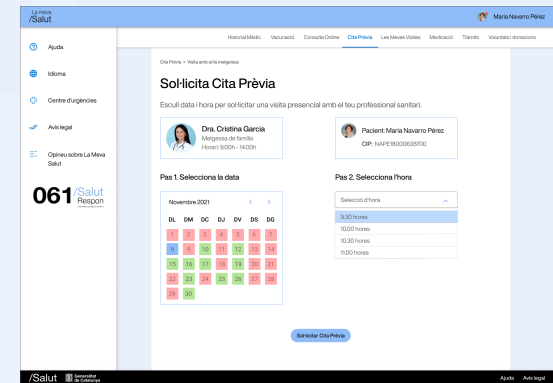 La meva
/Salut
Maria Navarro Pérez
Historial Mèdic Vacunació Consulta Online Cita Prèvia Les Meves Visites Medicació Tràmits Voluntats i donacions
Ajuda
Idioma
Centre d'urgències
Avís legal
Opineu sobre La Meva
Salut
061 /Salut
Respon
Cita Prèvia > Visita amb el/la metge/essa
Sol·licita Cita Prèvia
Escull data i hora per sol·licitar una visita presencial amb el teu professional sanitari.
Dra. Cristina Garcia
Metgessa de família
Horari: 9:00h - 14:00h
Pacient: Maria Navarro Pérez
CIP: NAPE18000638700
Pas 1. Selecciona la data
Pas 2. Selecciona l'hora
Novembre 2021 < >
DL DM DC DJ DV DS DG
1 2 3 4 5 6 7
8 9 10 11 12 13 14
15 16 17 18 19 20 21
22 23 24 25 26 27 28
29 30
Selecció d'hora
9.30 hores
10.00 hores
10.30 hores
11.00 hores
Sol·licitar Cita Prèvia
/Salut Generalitat
de Catalunya
Ajuda Avís legal